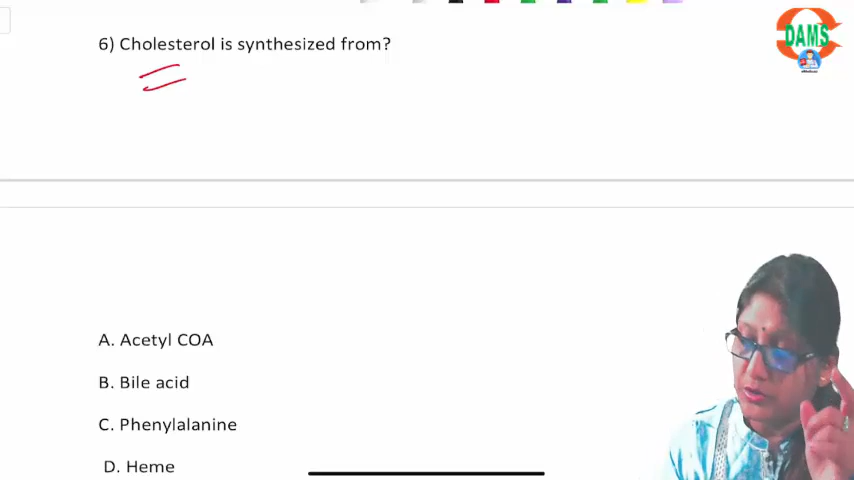 6) Cholesterol is synthesized from?
DAMS
A. Acetyl COA
B. Bile acid
C. Phenylalanine
D. Heme